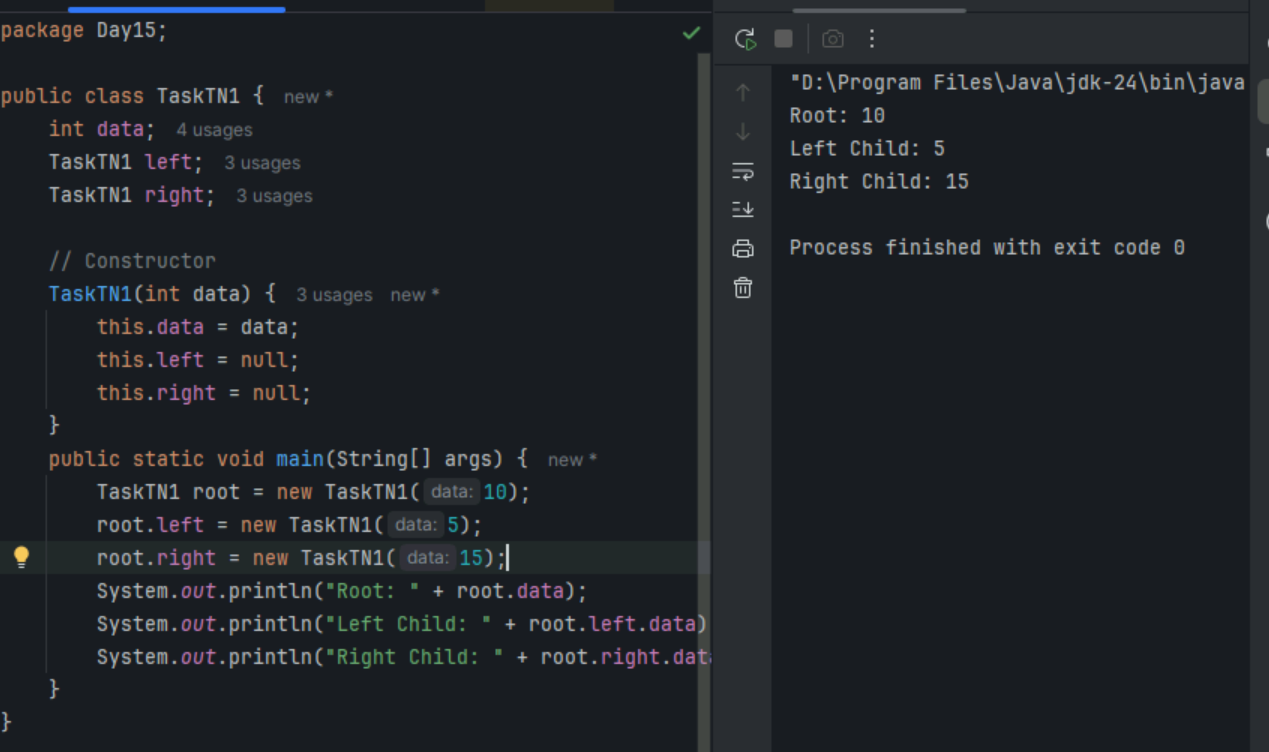 package Day15;
public class TaskTN1 { new *
int data; 4 usages
TaskTN1 left; 3 usages
TaskTN1 right; 3 usages
// Constructor
TaskTN1(int data) { 3 usages new *
this.data = data;
this.left = null;
this.right = null;
}
public static void main(String[] args) { new *
TaskTN1 root = new TaskTN1( data: 10);
root.left = new TaskTN1( data: 5);
root.right = new TaskTN1( data: 15);
System.out.println("Root: " + root.data);
System.out.println("Left Child: " + root.left.data)
System.out.println("Right Child: " + root.right.dat
}
}
"D:\Program Files\Java\jdk-24\bin\java
Root: 10
Left Child: 5
Right Child: 15
Process finished with exit code 0